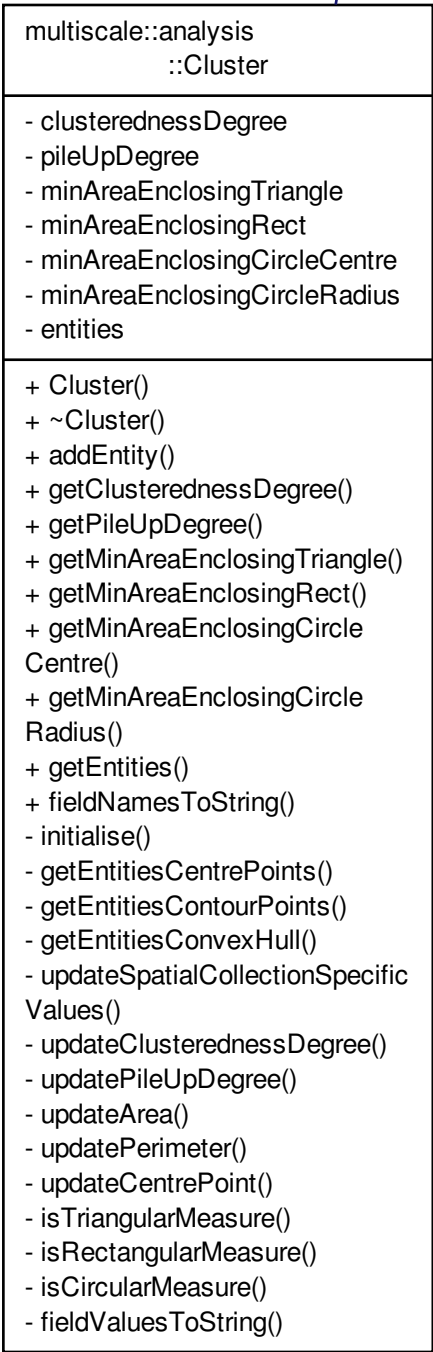 multiscale::analysis
::Cluster
- clusterednessDegree
- pileUpDegree
- minAreaEnclosingTriangle
- minAreaEnclosingRect
- minAreaEnclosingCircleCentre
- minAreaEnclosingCircleRadius
- entities
+ Cluster()
+ ~Cluster()
+ addEntity()
+ getClusterednessDegree()
+ getPileUpDegree()
+ getMinAreaEnclosingTriangle()
+ getMinAreaEnclosingRect()
+ getMinAreaEnclosingCircle
Centre()
+ getMinAreaEnclosingCircle
Radius()
+ getEntities()
+ fieldNamesToString()
- initialise()
- getEntitiesCentrePoints()
- getEntitiesContourPoints()
- getEntitiesConvexHull()
- updateSpatialCollectionSpecific
Values()
- updateClusterednessDegree()
- updatePileUpDegree()
- updateArea()
- updatePerimeter()
- updateCentrePoint()
- isTriangularMeasure()
- isRectangularMeasure()
- isCircularMeasure()
- fieldValuesToString()